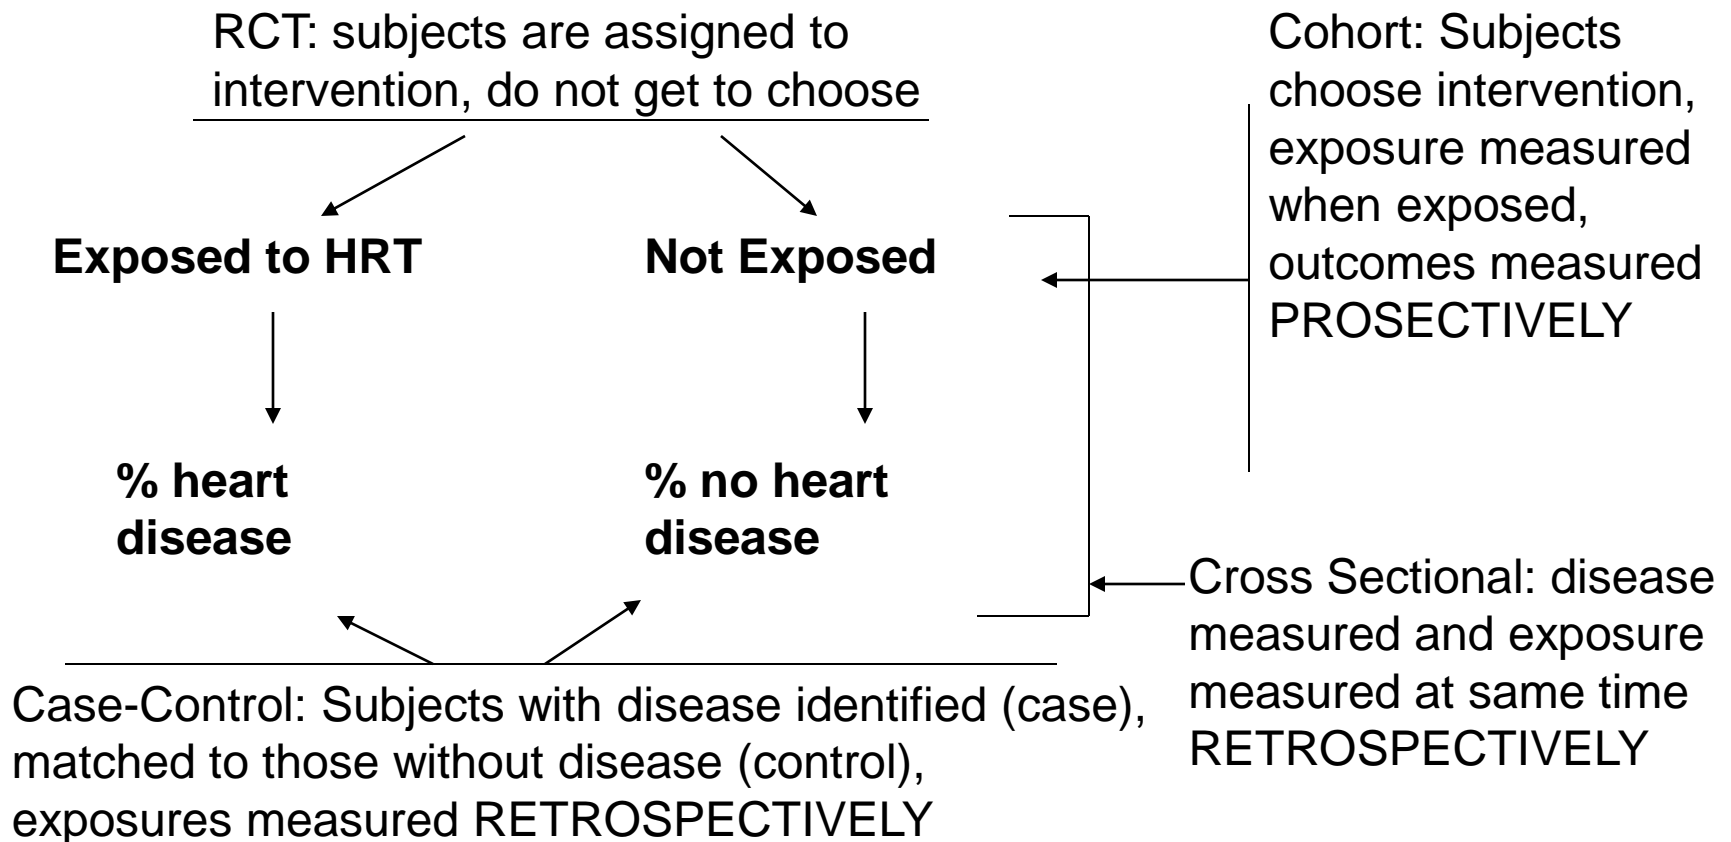 RCT: subjects are assigned to
intervention, do not get to choose
Cohort: Subjects
choose intervention,
exposure measured
when exposed,
outcomes measured
PROSECTIVELY
Exposed to HRT
Not Exposed
% heart
disease
% no heart
disease
Cross Sectional: disease
measured and exposure
measured at same time
RETROSPECTIVELY
Case-Control: Subjects with disease identified (case),
matched to those without disease (control),
exposures measured RETROSPECTIVELY